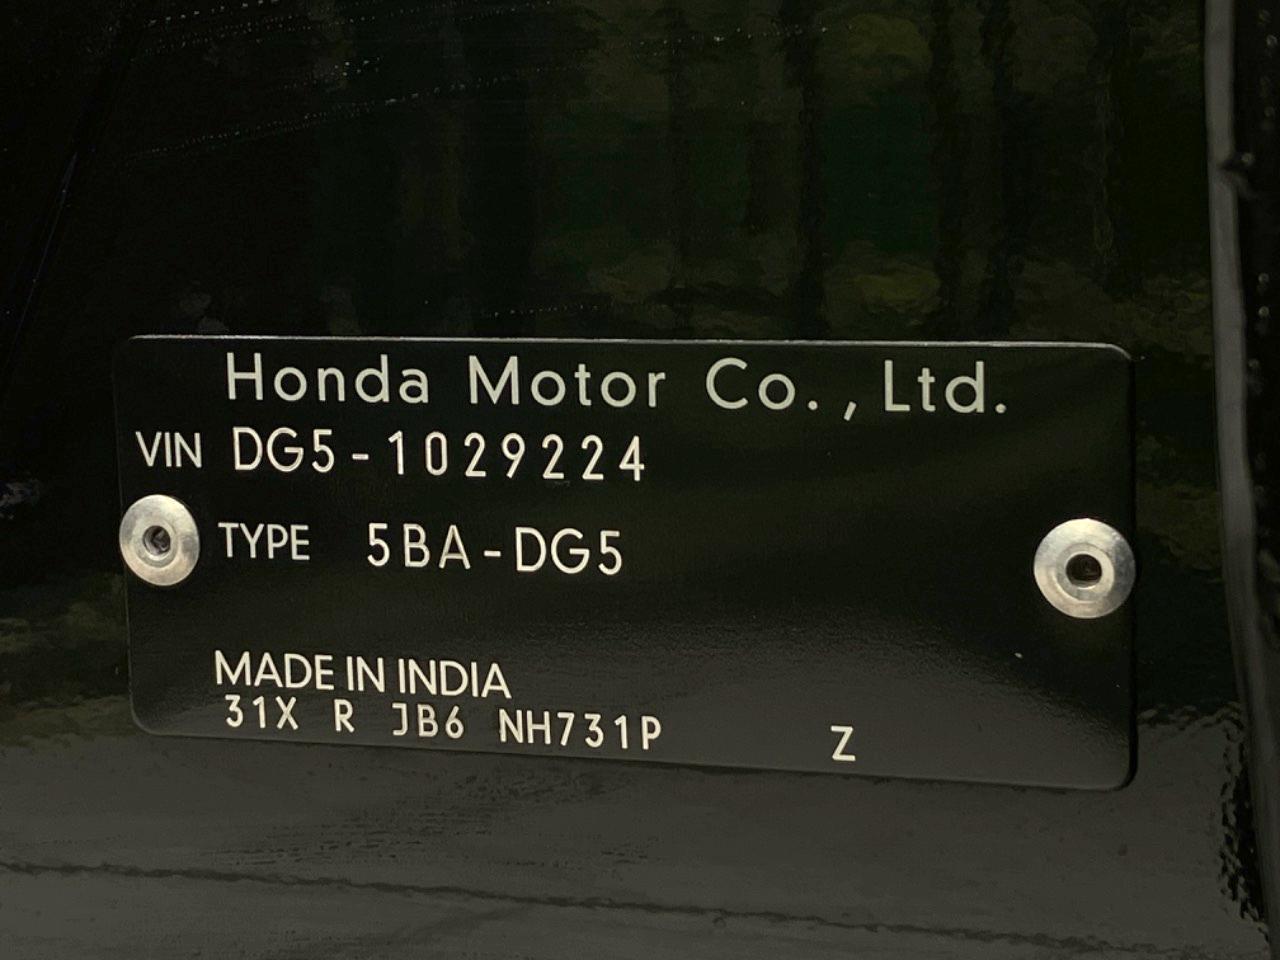 Honda Motor Co., Ltd.
VIN DG5-1029224
TYPE 5BA-DG5
MADE IN INDIA
31X R JB6 NH731P Z